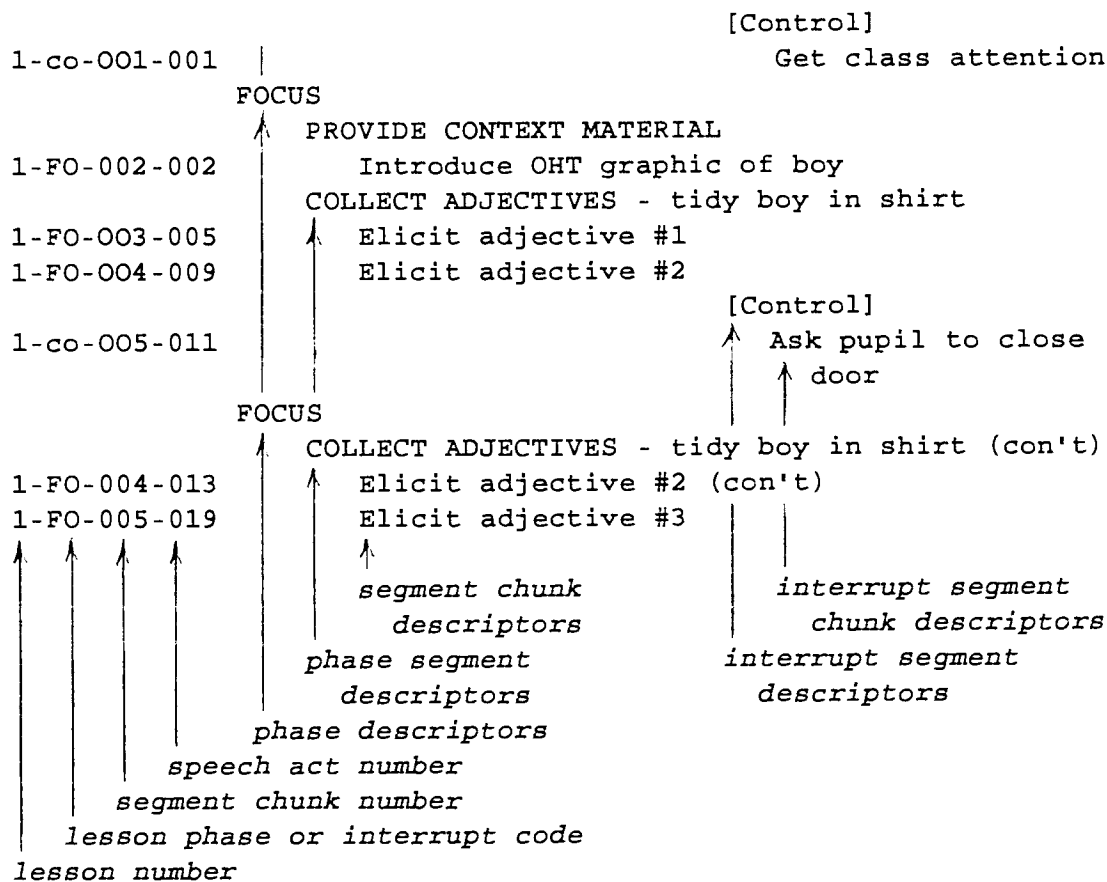 [Control]
1-co-OO1-001 Get class attention
FOCUS
PROVIDE CONTEXT MATERIAL
1-FO-002-002 Introduce OHT graphic of boy
COLLECT ADJECTIVES - tidy boy in shirt
1-FO-OO3-005 Elicit adjective #1
1-FO-OO4-009 Elicit adjective #2
[Control]
1-co-OO5-011 Ask pupil to close
door
FOCUS
COLLECT ADJECTIVES - tidy boy in shirt (con't)
1-FO-004-013 Elicit adjective #2 (con't)
1-FO-005-019 Elicit adjective #3
segment chunk interrupt segment
descriptors chunk descriptors
phase segment interrupt segment
descriptors descriptors
phase descriptors
speech act number
segment chunk number
lesson phase or interrupt code
lesson number